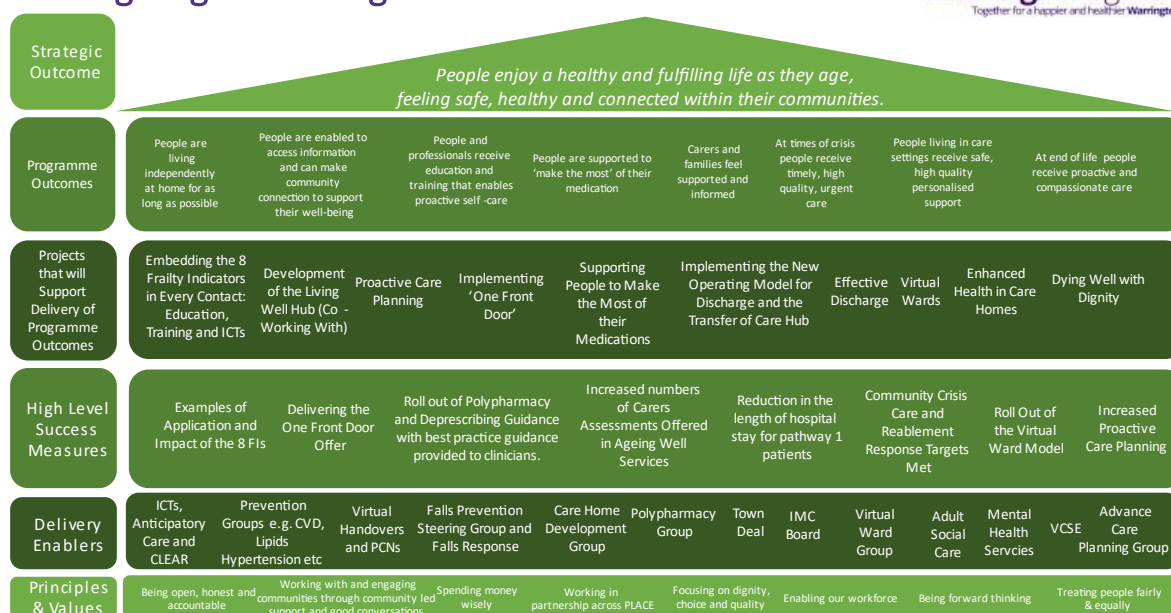 Together for a happier and healthier Warringt
Strategic
Outcome
People enjoy a healthy and fulfilling life as they age,
feeling safe, healthy and connected within their communities.
Programme
Outcomes
People are
living
independently
at home for as
long as possible
People are enabled to
access information
and can make
community
connection to support
their well-being
People and
professionals receive
education and
training that enables
proactive self -care
People are supported to
‘make the most’ of their
medication
Carers and
families feel
supported and
informed
At times of crisis
people receive
timely, high
quality, urgent
care
People living in care
settings receive safe,
high quality
personalised
support
At end of life people
receive proactive and
compassionate care
Projects
that will
Support
Delivery of
Programme
Outcomes
Embedding the 8
Frailty Indicators
in Every Contact:
Education,
Training and ICTs
Development
of the Living
Well Hub (Co -
Working With)
Proactive Care
Planning
Implementing
‘One Front
Door’
Supporting
People to Make
the Most of
their
Medications
Implementing the New
Operating Model for
Discharge and the
Transfer of Care Hub
Effective
Discharge
Virtual
Wards
Enhanced
Health in Care
Homes
Dying Well with
Dignity
High Level
Success
Measures
Examples of
Application and
Impact of the 8 FIs
Delivering the
One Front Door
Offer
Roll out of Polypharmacy
and Deprescribing Guidance
with best practice guidance
provided to clinicians.
Increased numbers
of Carers
Assessments Offered
in Ageing Well
Services
Reduction in the
length of hospital
stay for pathway 1
patients
Community Crisis
Care and
Reablement
Response Targets
Met
Roll Out of
the Virtual
Ward Model
Increased
Proactive
Care Planning
Delivery
Enablers
ICTs,
Anticipatory
Care and
CLEAR
Prevention
Groups e.g. CVD,
Lipids
Hypertension etc
Virtual
Handovers
and PCNs
Falls Prevention
Steering Group and
Falls Response
Care Home
Development
Group
Polypharmacy
Group
Town
Deal
IMC
Board
Virtual
Ward
Group
Adult
Social
Care
Mental
Health
Servcies
VCSE
Advance
Care
Planning Group
Principles
& Values
Being open, honest and
accountable
Working with and engaging
communities through community led
support and good conversations
Spending money
wisely
Working in
partnership across PLACE
Focusing on dignity,
choice and quality
Enabling our workforce
Being forward thinking
Treating people fairly
& equally